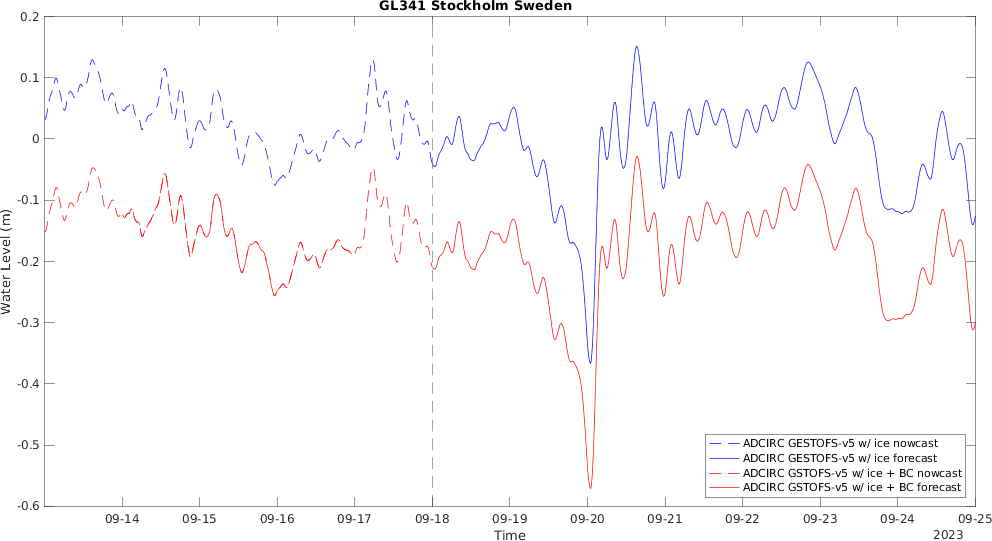 GL341 Stockholm Sweden
0.2
0.1
0
-0.1
-0.2
-0.3
-0.4
-0.5
-0.6
Water Level (m)
ADCIRC GESTOFS-v5 w/ ice nowcast
ADCIRC GESTOFS-v5 w/ ice forecast
ADCIRC GSTOFS-v5 w/ ice + BC nowcast
ADCIRC GSTOFS-v5 w/ ice + BC forecast
09-14 09-15 09-16 09-17 09-18 09-19 09-20 09-21 09-22 09-23 09-24 09-25
Time
2023